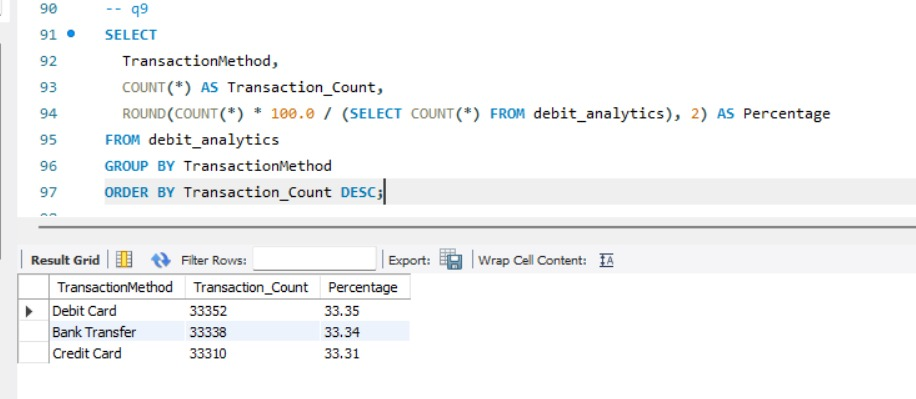 90 -- q9
91 SELECT
92 TransactionMethod,
93 COUNT(*) AS Transaction_Count,
94 ROUND(COUNT(*) * 100.0 / (SELECT COUNT(*) FROM debit_analytics), 2) AS Percentage
95 FROM debit_analytics
96 GROUP BY TransactionMethod
97 ORDER BY Transaction_Count DESC;
Result Grid Filter Rows: Export: Wrap Cell Content:
TransactionMethod Transaction_Count Percentage
Debit Card 33352 33.35
Bank Transfer 33338 33.34
Credit Card 33310 33.31